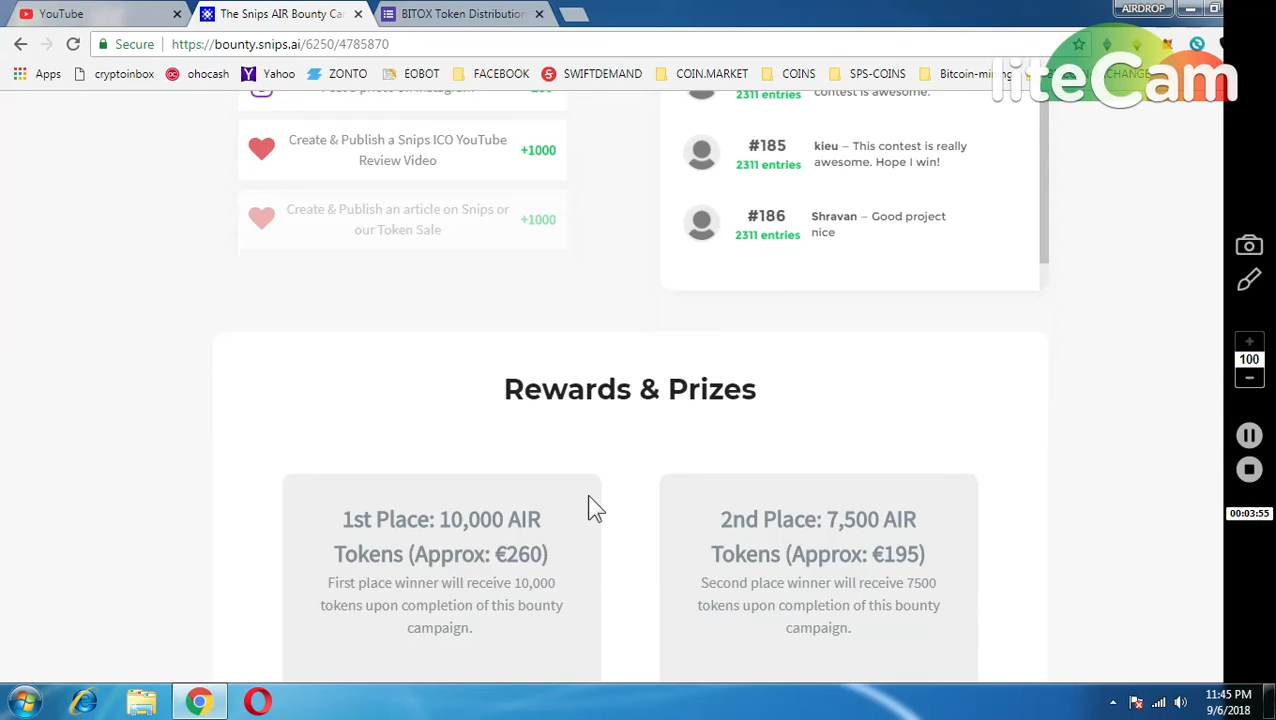 YouTube
The Snips AIR Bounty Ca
BITOX Token Distribution
AIRDROP
Secure
https://bounty.snips.ai/6250/4785870
Apps
cryptoinbox
ohocash
Yahoo
ZONTO
EOBOT
FACEBOOK
SWIFTDEMAND
COIN.MARKET
COINS
SPS-COINS
Bitcoin-mining
liteCam
2311 entries
contest is awesome.
Create & Publish a Snips ICO YouTube
Review Video
+1000
#185
2311 entries
kieu – This contest is really
awesome. Hope I win!
Create & Publish an article on Snips or
our Token Sale
+1000
#186
2311 entries
Shravan – Good project
nice
Rewards & Prizes
1st Place: 10,000 AIR
Tokens (Approx: €260)
First place winner will receive 10,000
tokens upon completion of this bounty
campaign.
2nd Place: 7,500 AIR
Tokens (Approx: €195)
Second place winner will receive 7500
tokens upon completion of this bounty
campaign.
100
00:03:55
11:45 PM
9/6/2018